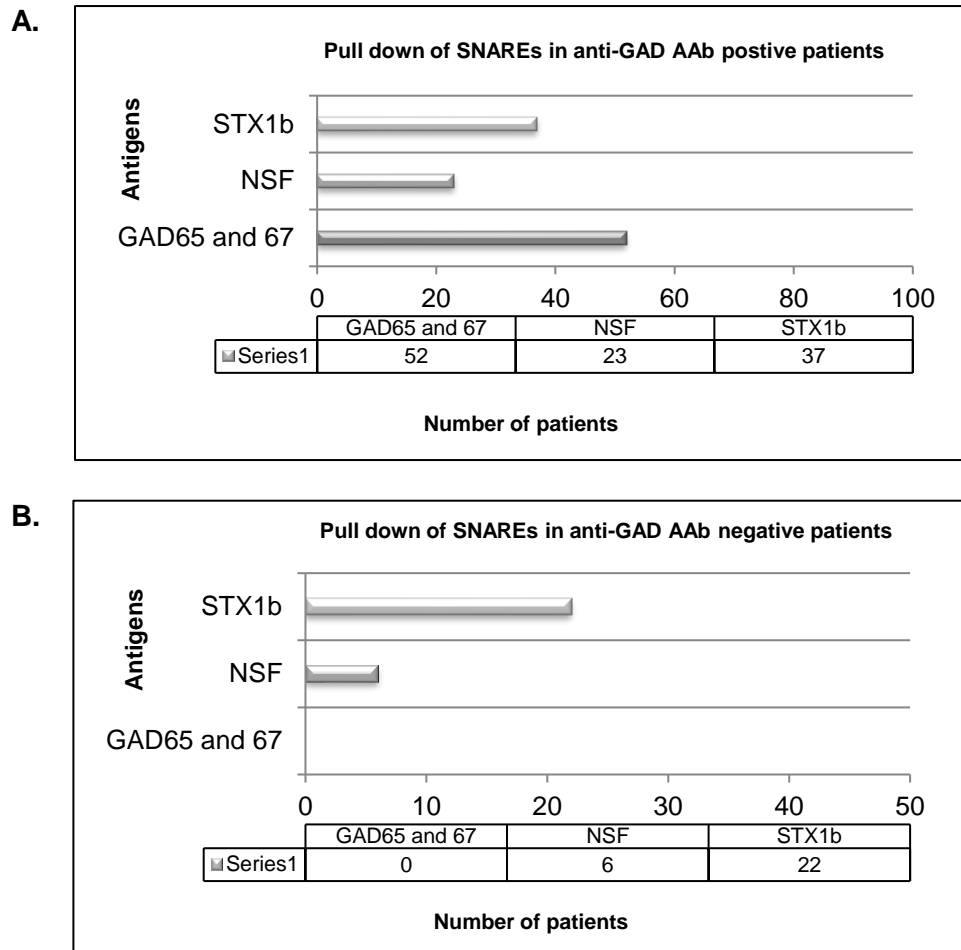 A.
Pull down of SNAREs in anti-GAD AAb postive patients
Antigens
STX1b
NSF
GAD65 and 67
0 20 40 60 80 100
GAD65 and 67 NSF STX1b
Series1 52 23 37
Number of patients
B.
Pull down of SNAREs in anti-GAD AAb negative patients
Antigens
STX1b
NSF
GAD65 and 67
0 10 20 30 40 50
GAD65 and 67 NSF STX1b
Series1 0 6 22
Number of patients